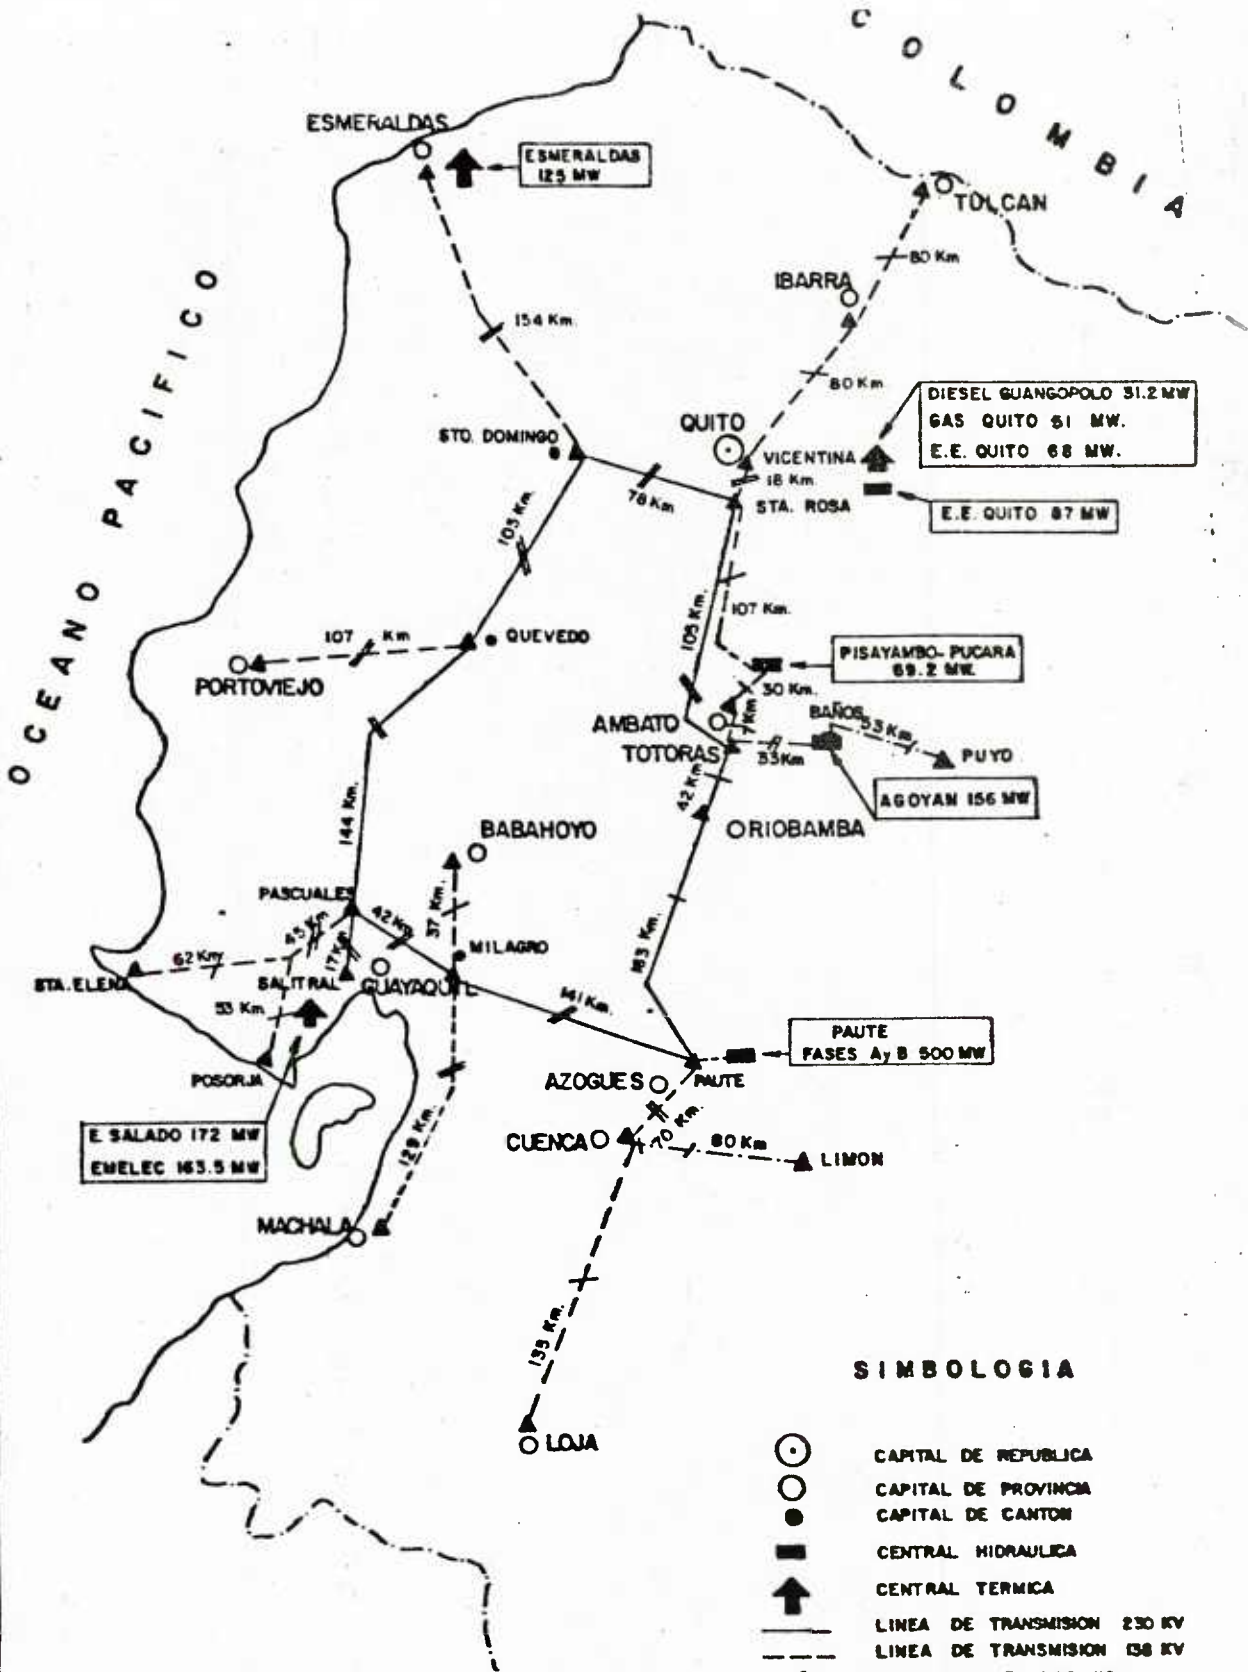 COLOMBIA
ESMERALDAS
ESMERALDAS
125 MW
TULCAN
80 Km
IBARRA
OCEANO PACIFICO
154 Km.
80 Km
DIESEL GUANGOPOLO 31.2 MW
GAS QUITO 51 MW.
E.E. QUITO 68 MW.
QUITO
STO. DOMINGO
VICENTINA
18 Km
78 Km
STA. ROSA
E.E. QUITO 87 MW
103 Km.
107 Km.
105 Km.
107 Km
QUEVEDO
PISAYAMBO-PUCARA
69.2 MW.
PORTOVIEJO
30 Km.
AMBATO
7 Km
BAÑOS
53 Km
TOTORAS
33 Km
PUYO
42 Km
AGOYAN 156 MW
144 Km.
BABAHOYO
RIOBAMBA
PASCUALES
37 Km.
42 Km
62 Km
17 Km
MILAGRO
183 Km.
STA. ELENA
SALITRAL
GUAYAQUIL
141 Km.
53 Km
PAUTE
FASES A y B 500 MW
POSORJA
AZOGUES
PAUTE
70 Km.
E. SALADO 172 MW
EMELEC 163.5 MW
129 Km.
CUENCA
80 Km
LIMON
MACHALA
135 Km.
LOJA
SIMBOLOGIA
CAPITAL DE REPUBLICA
CAPITAL DE PROVINCIA
CAPITAL DE CANTON
CENTRAL HIDRAULICA
CENTRAL TERMICA
LINEA DE TRANSMISION 230 KV
LINEA DE TRANSMISION 138 KV